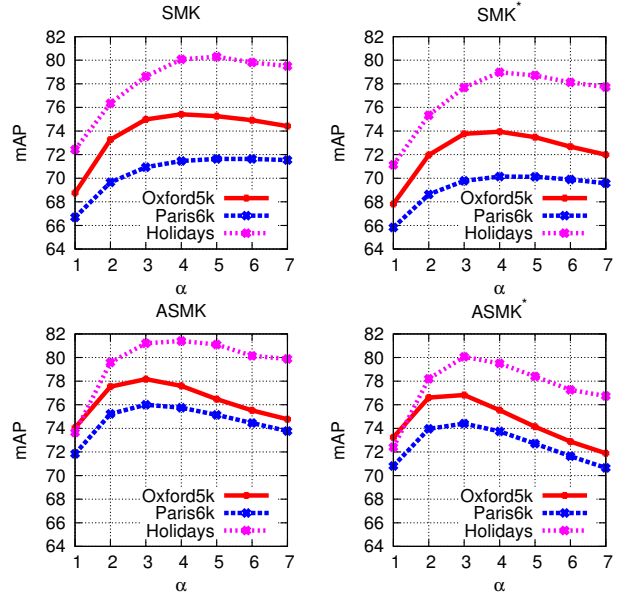 SMK
mAP
82
80
78
76
74
72
70
68
66
64
Oxford5k
Paris6k
Holidays
1 2 3 4 5 6 7
α
SMK*
mAP
82
80
78
76
74
72
70
68
66
64
Oxford5k
Paris6k
Holidays
1 2 3 4 5 6 7
α
ASMK
mAP
82
80
78
76
74
72
70
68
66
64
Oxford5k
Paris6k
Holidays
1 2 3 4 5 6 7
α
ASMK*
mAP
82
80
78
76
74
72
70
68
66
64
Oxford5k
Paris6k
Holidays
1 2 3 4 5 6 7
α